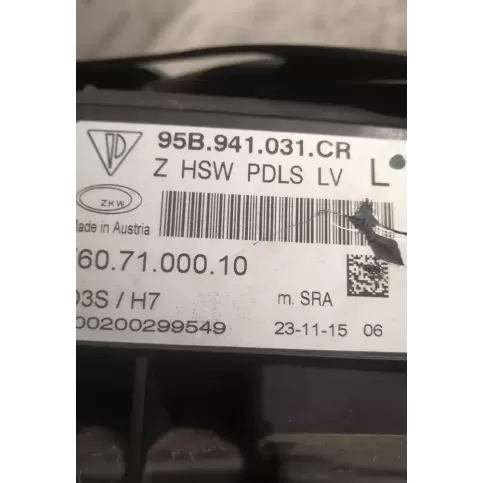 95B.941.031.CR
Z HSW PDLS LV L
ZKW
Made in Austria
60.71.000.10
D3S / H7
m. SRA
00200299549
23-11-15 06